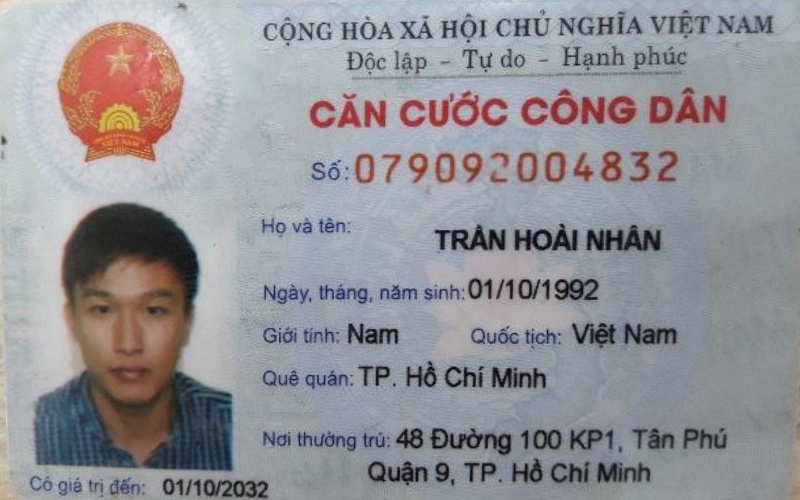 CỘNG HÒA XÃ HỘI CHỦ NGHĨA VIỆT NAM
Độc lập - Tự do - Hạnh phúc
CĂN CƯỚC CÔNG DÂN
Số: 079092004832
Họ và tên: TRẦN HOÀI NHÂN
Ngày, tháng, năm sinh: 01/10/1992
Giới tính: Nam Quốc tịch: Việt Nam
Quê quán: TP. Hồ Chí Minh
Nơi thường trú: 48 Đường 100 KP1, Tân Phú
Quận 9, TP. Hồ Chí Minh
Có giá trị đến: 01/10/2032